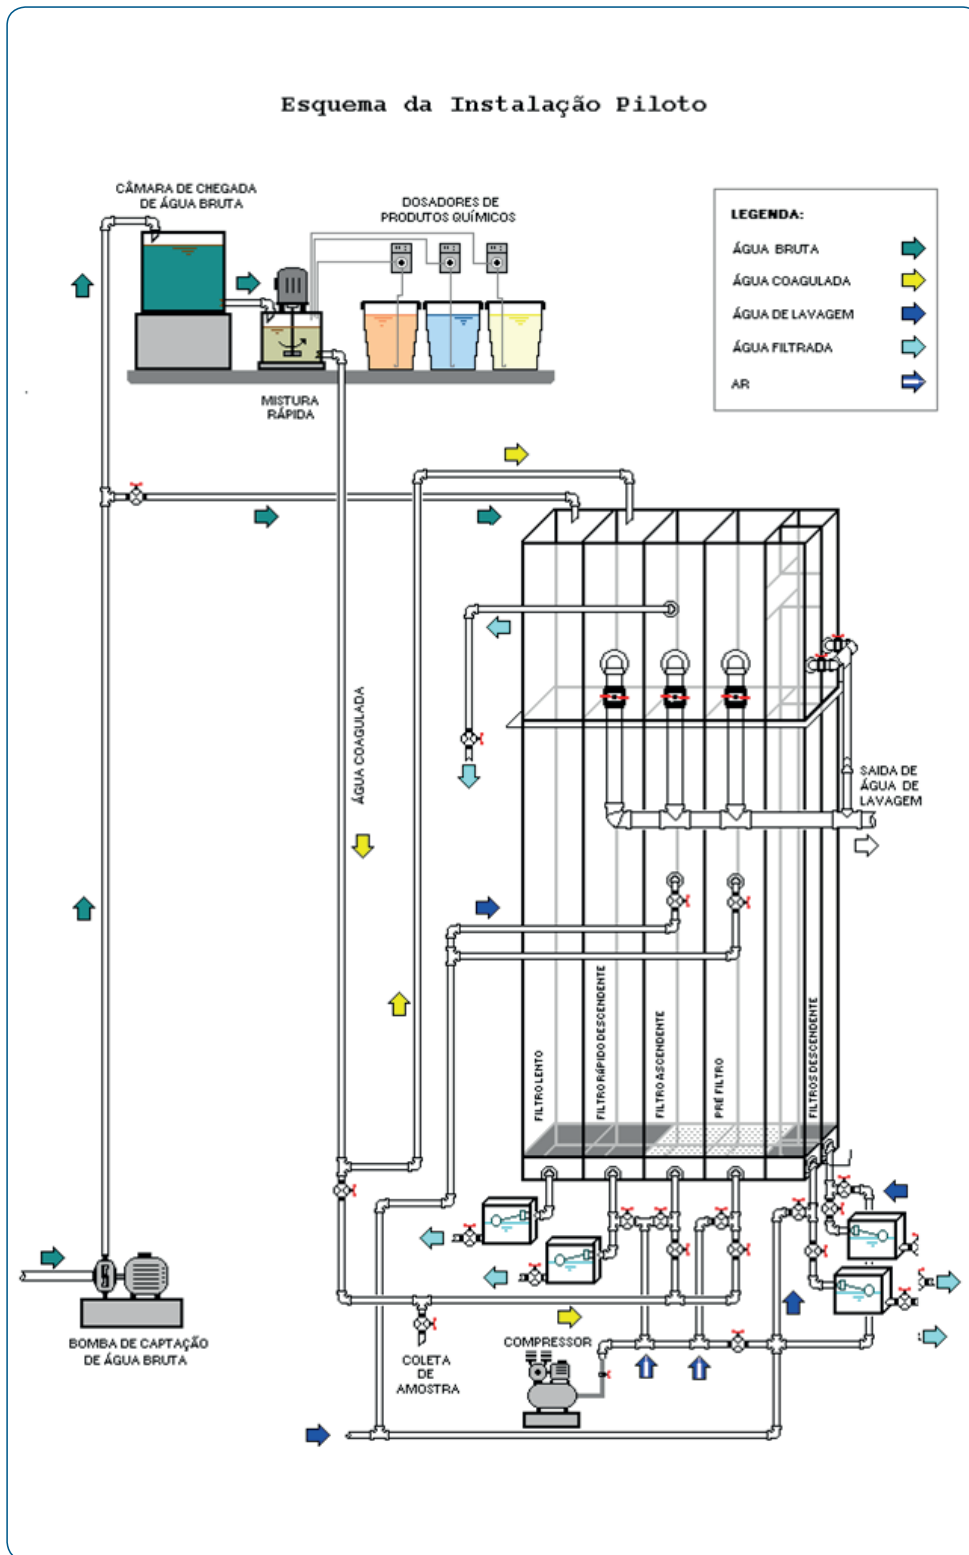 Esquema da Instalação Piloto
CÂMARA DE CHEGADA
DE ÁGUA BRUTA
DOSADORES DE
PRODUTOS QUÍMICOS
LEGENDA:
ÁGUA BRUTA
ÁGUA COAGULADA
ÁGUA DE LAVAGEM
ÁGUA FILTRADA
AR
MISTURA
RÁPIDA
ÁGUA COAGULADA
SAIDA DE
ÁGUA DE
LAVAGEM
FILTRO LENTO
FILTRO RÁPIDO DESCENDENTE
FILTRO ASCENDENTE
PRÉ FILTRO
FILTROS DESCENDENTE
BOMBA DE CAPTAÇÃO
DE ÁGUA BRUTA
COLETA
DE
AMOSTRA
COMPRESSOR